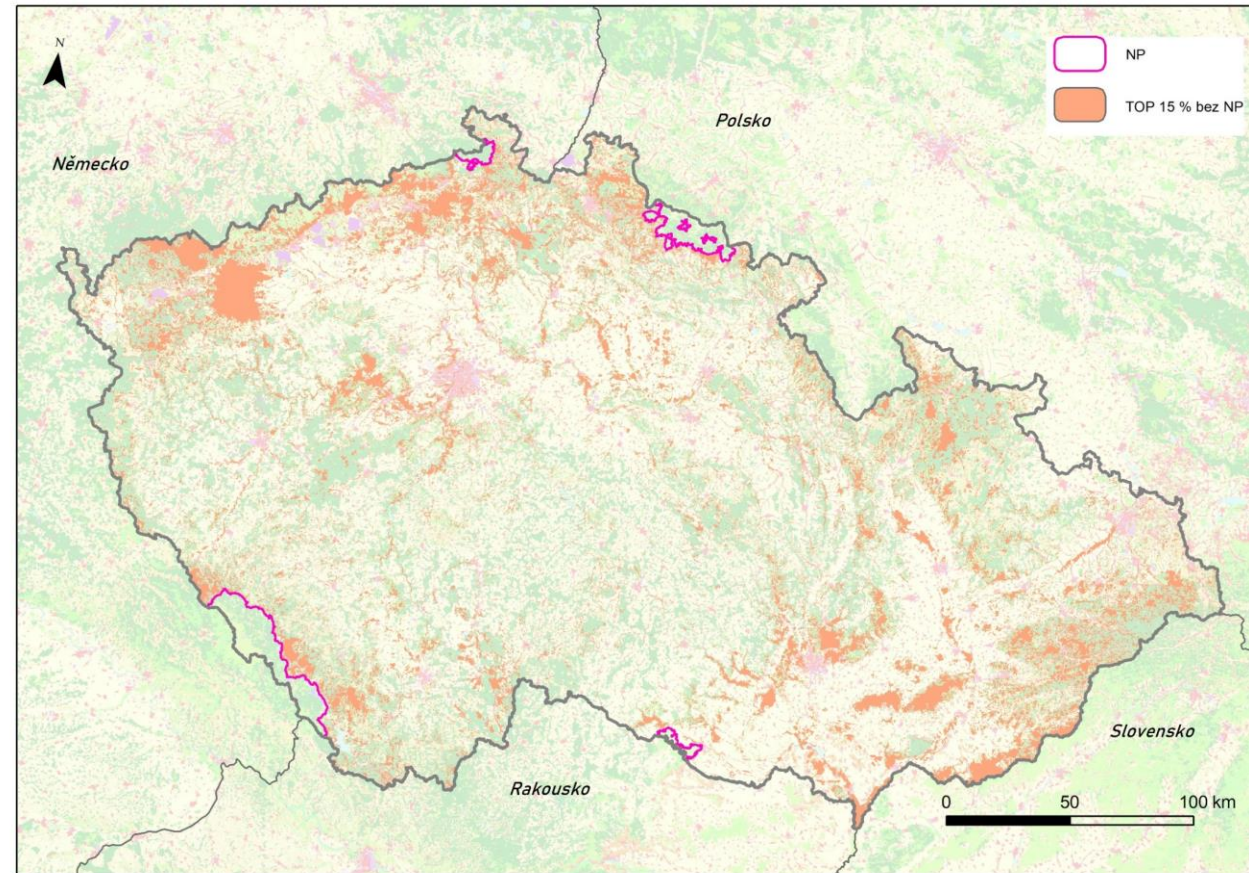 N
NP
TOP 15 % bez NP
Polsko
Německo
Slovensko
Rakousko
0 50 100 km